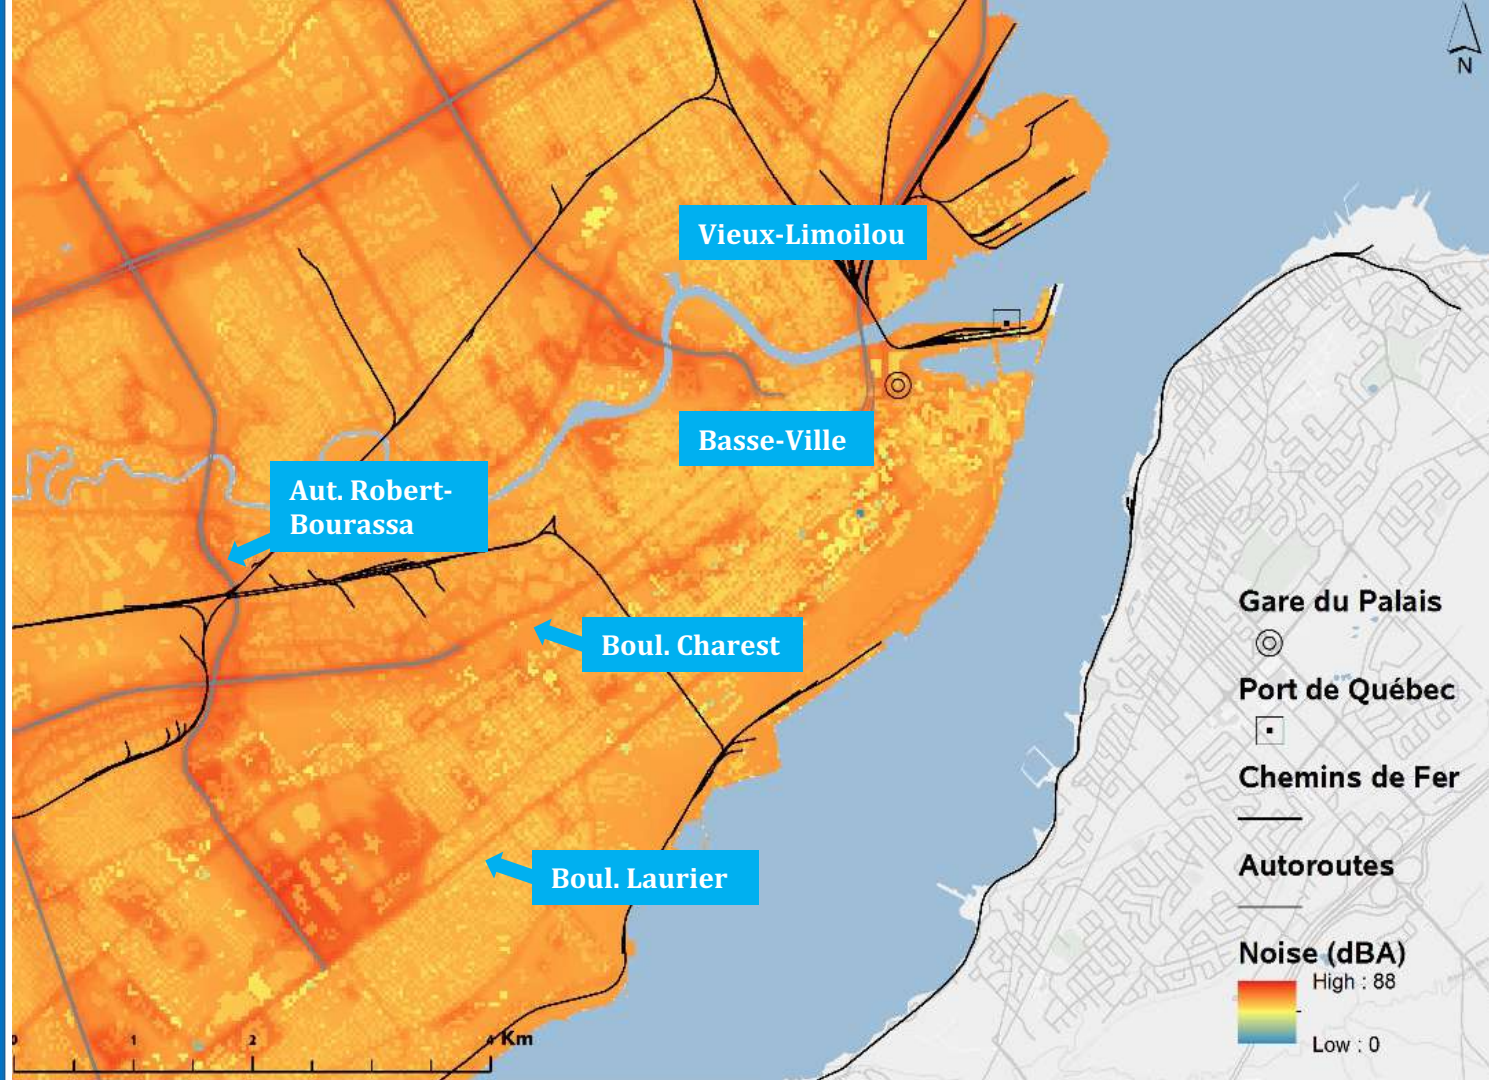 N
Vieux-Limoilou
Basse-Ville
Aut. Robert-
Bourassa
Boul. Charest
Boul. Laurier
Gare du Palais
Port de Québec
Chemins de Fer
Autoroutes
Noise (dBA)
High : 88
Low : 0
0 1 2 4 Km